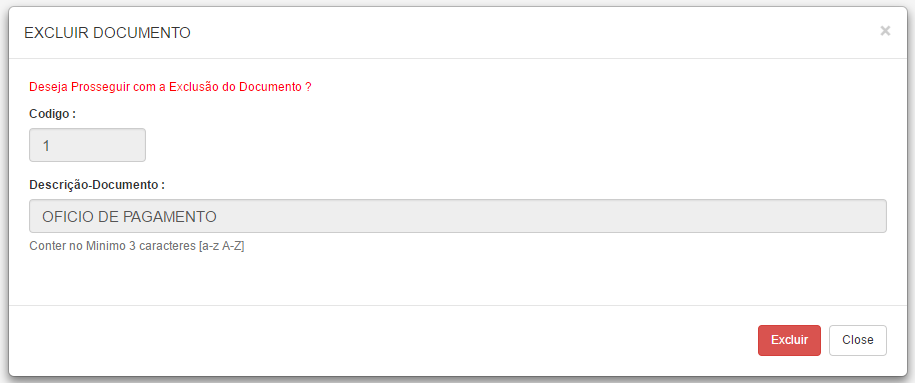 EXCLUIR DOCUMENTO
×
Deseja Prosseguir com a Exclusão do Documento ?
Codigo :
1
Descrição-Documento :
OFICIO DE PAGAMENTO
Conter no Minimo 3 caracteres [a-z A-Z]
Excluir Close